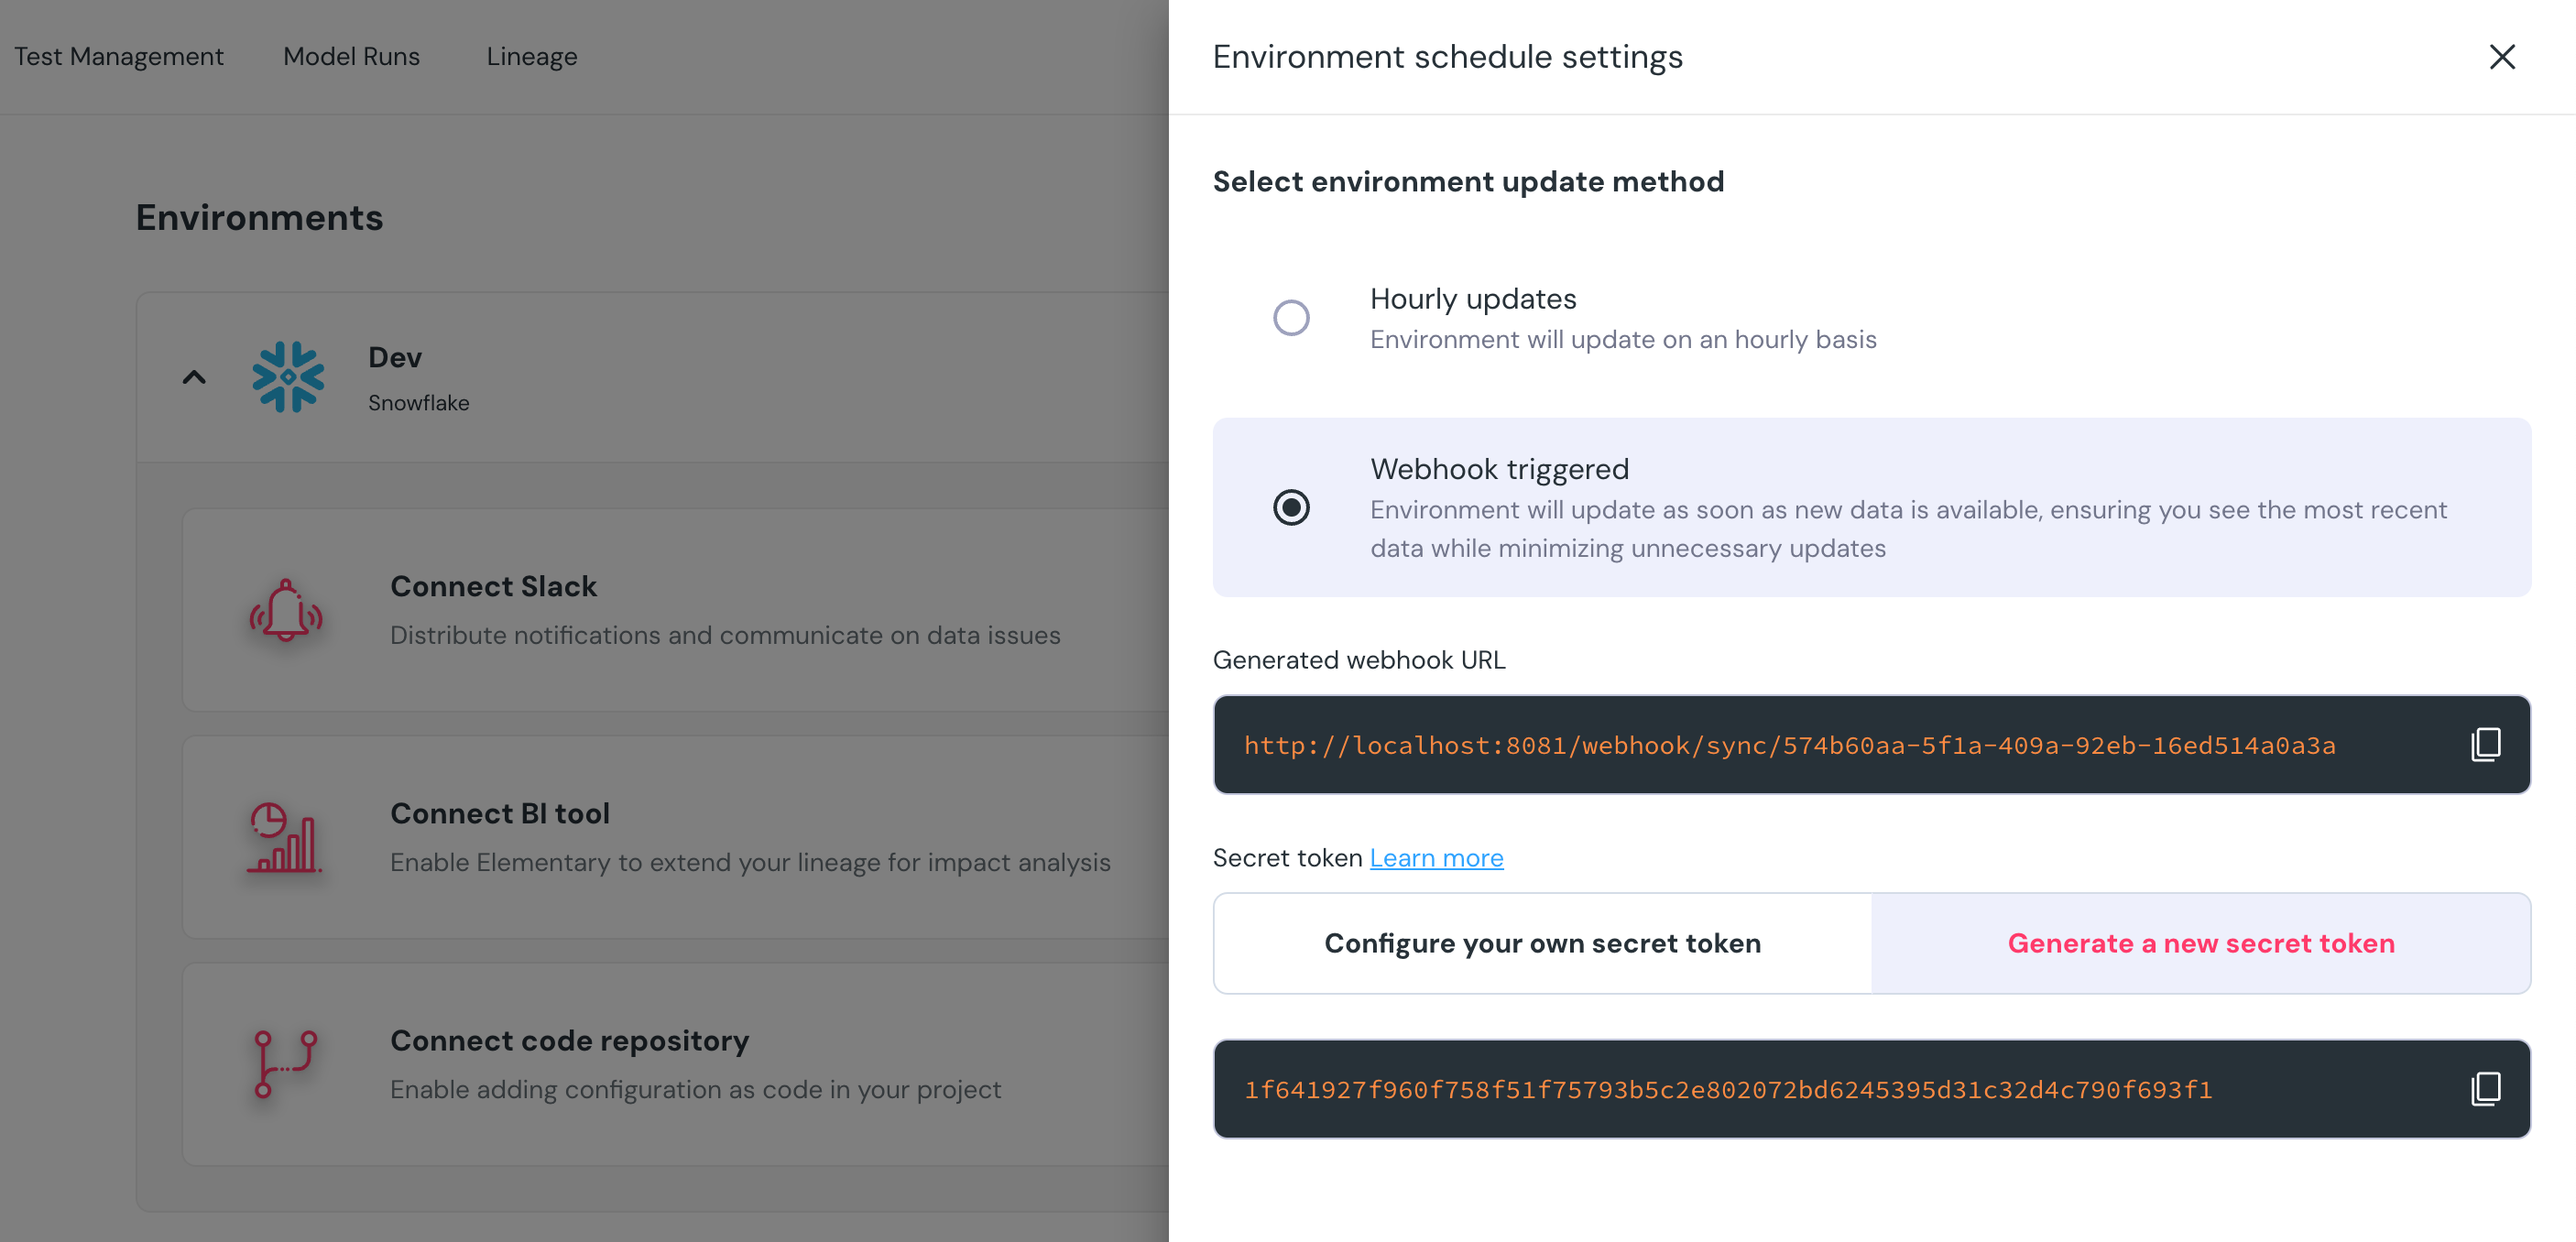 Test Management
Model Runs
Lineage
Environments
Dev
Snowflake
Connect Slack
Distribute notifications and communicate on data issues
Connect BI tool
Enable Elementary to extend your lineage for impact analysis
Connect code repository
Enable adding configuration as code in your project
Environment schedule settings
Select environment update method
Hourly updates
Environment will update on an hourly basis
Webhook triggered
Environment will update as soon as new data is available, ensuring you see the most recent
data while minimizing unnecessary updates
Generated webhook URL
http://localhost:8081/webhook/sync/574b60aa-5f1a-409a-92eb-16ed514a0a3a
Secret token Learn more
Configure your own secret token
Generate a new secret token
1f641927f960f758f51f75793b5c2e802072bd6245395d31c32d4c790f693f1